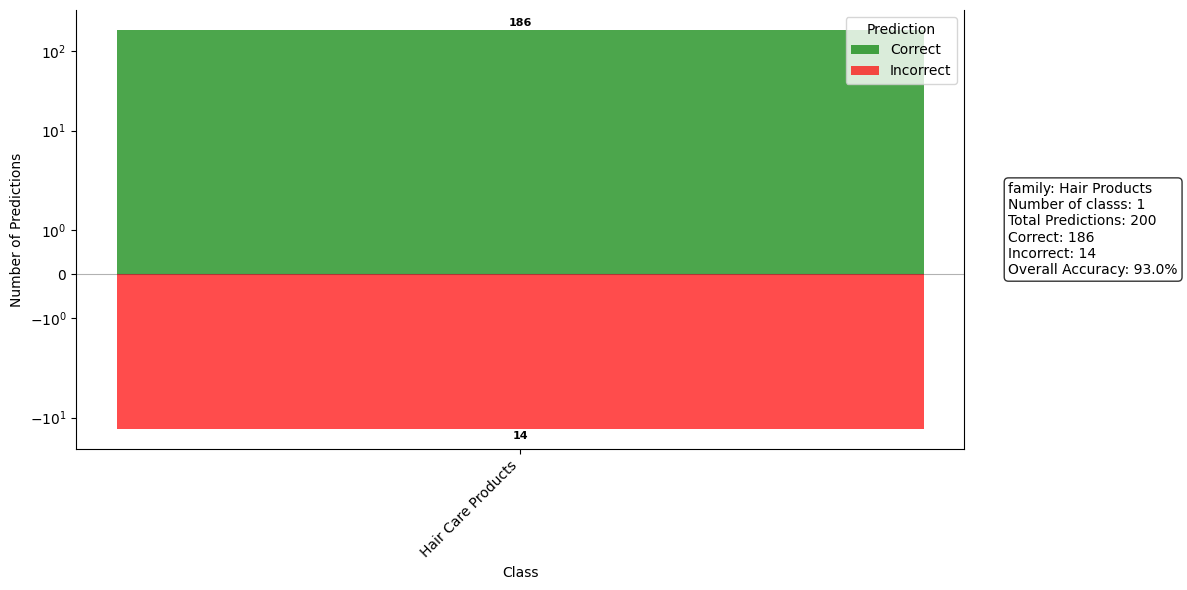 186
Prediction
Correct
Incorrect
10²
10¹
10⁰
0
−10⁰
−10¹
Number of Predictions
14
Hair Care Products
Class
family: Hair Products
Number of classs: 1
Total Predictions: 200
Correct: 186
Incorrect: 14
Overall Accuracy: 93.0%